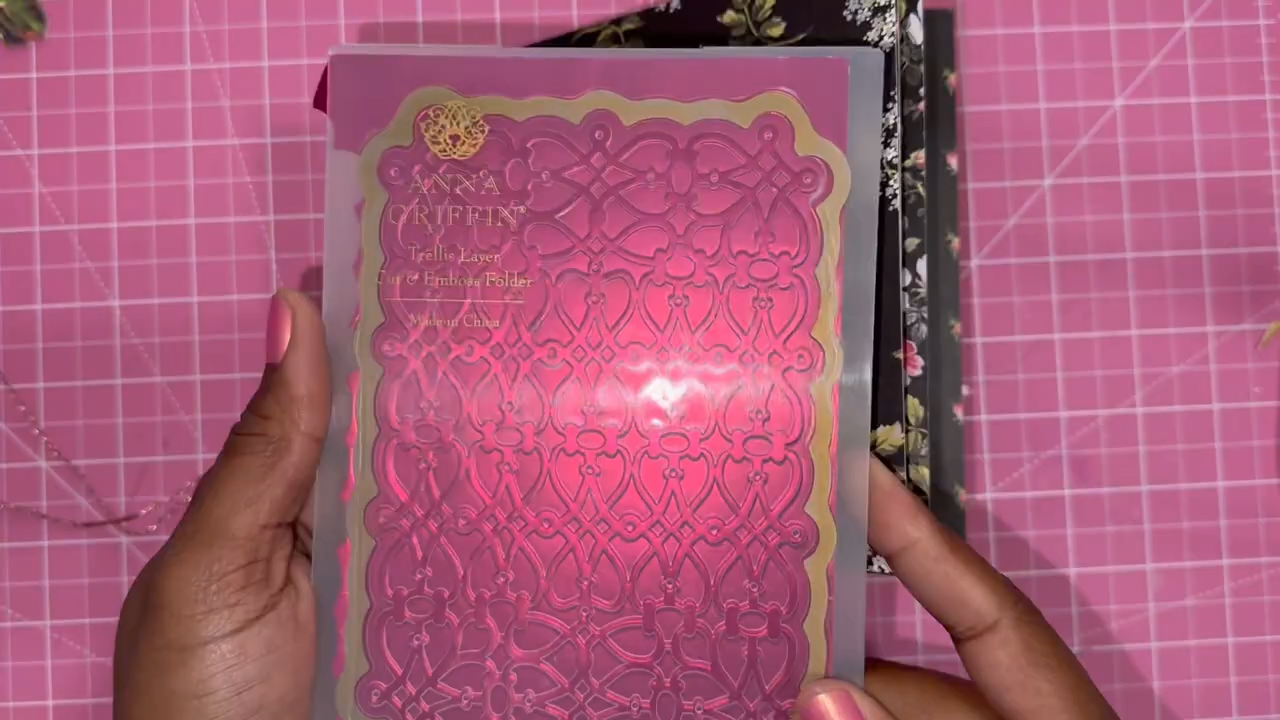 ANNA
GRIFFIN®
Trellis Layer
Cut & Emboss Folder
Made in China